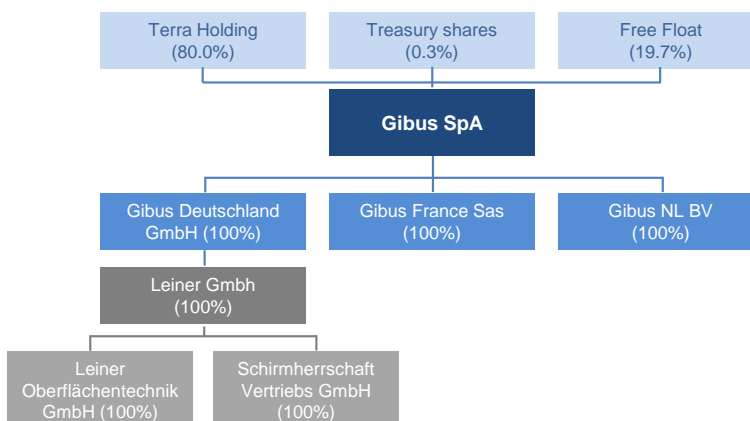 Terra Holding
(80.0%)
Treasury shares
(0.3%)
Free Float
(19.7%)
Gibus SpA
Gibus Deutschland
GmbH (100%)
Gibus France Sas
(100%)
Gibus NL BV
(100%)
Leiner Gmbh
(100%)
Leiner
Oberflächentechnik
GmbH (100%)
Schirmherrschaft
Vertriebs GmbH
(100%)